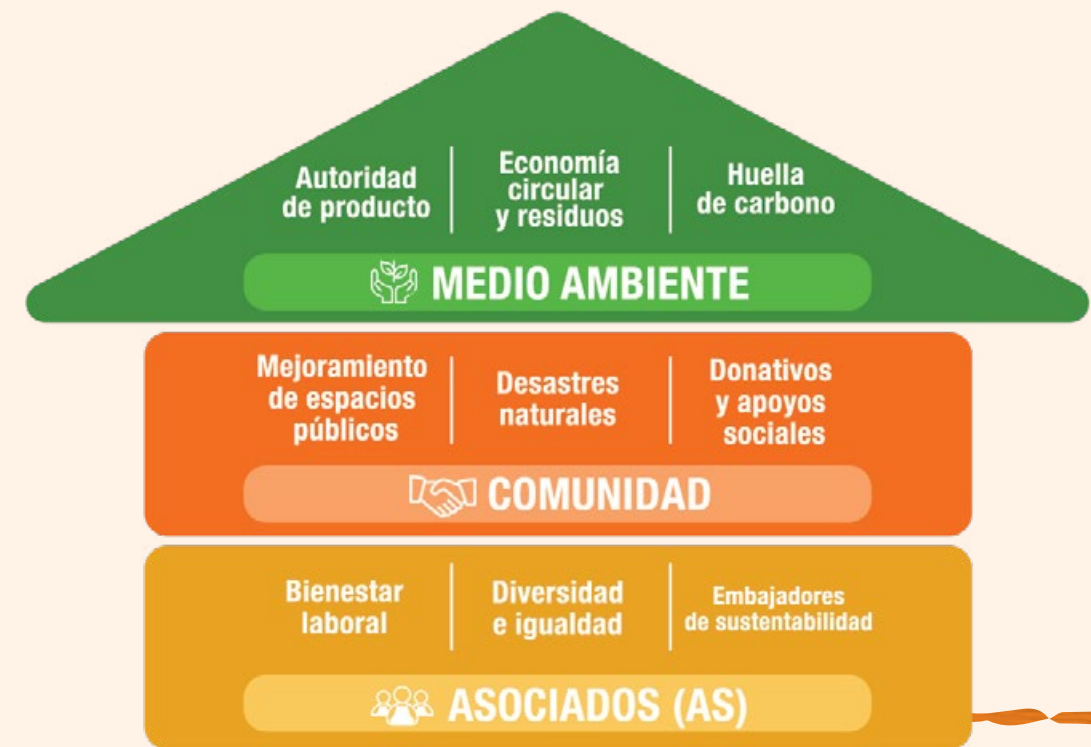 Autoridad
de producto
Economía
circular
y residuos
Huella
de carbono
MEDIO AMBIENTE
Mejoramiento
de espacios
públicos
Desastres
naturales
Donativos
y apoyos
sociales
COMUNIDAD
Bienestar
laboral
Diversidad
e igualdad
Embajadores
de sustentabilidad
ASOCIADOS (AS)